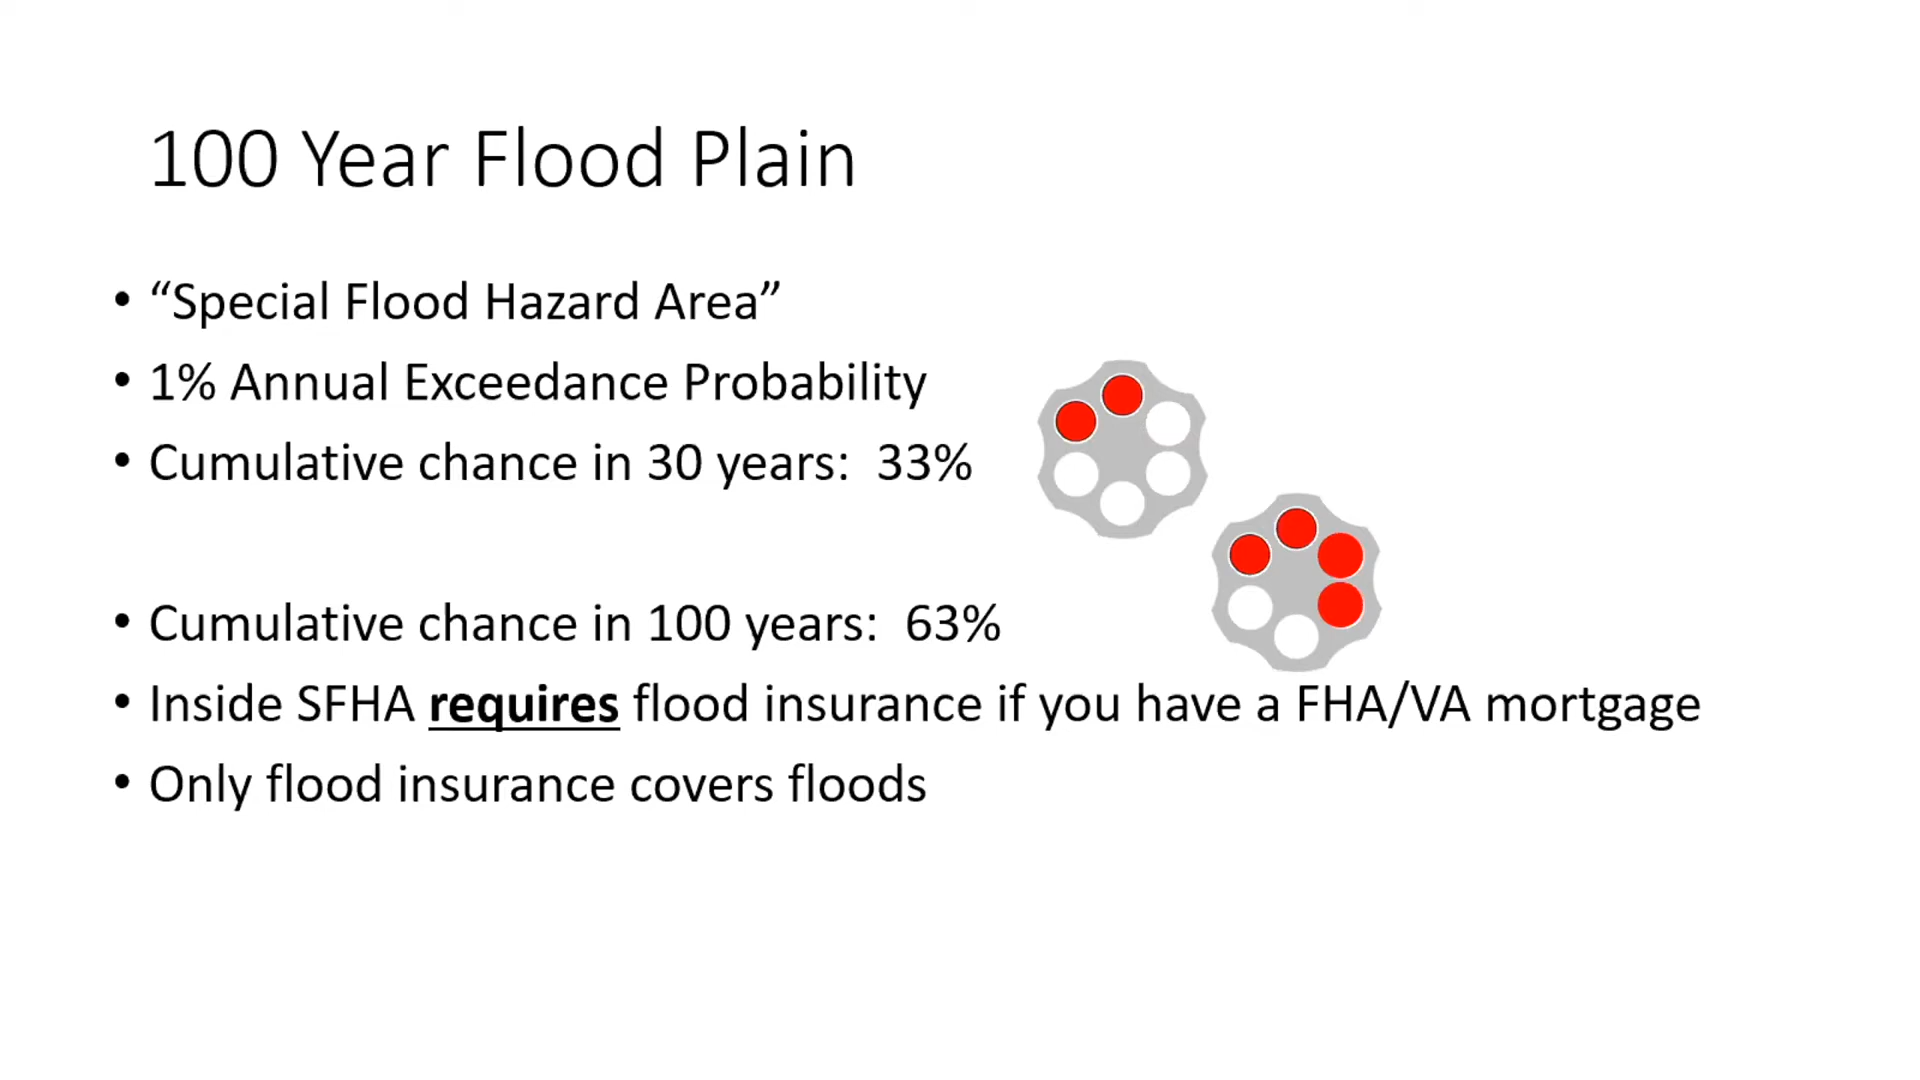 100 Year Flood Plain
• “Special Flood Hazard Area”
• 1% Annual Exceedance Probability
• Cumulative chance in 30 years:  33%
• Cumulative chance in 100 years:  63%
• Inside SFHA requires flood insurance if you have a FHA/VA mortgage
• Only flood insurance covers floods